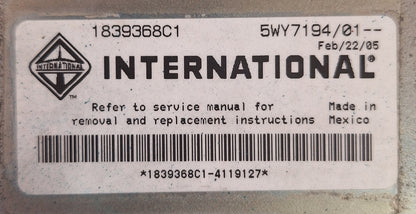 1839368C1 5WY7194/01--
Feb/22/05
INTERNATIONAL
INTERNATIONAL®
TM
Refer to service manual for Made in
removal and replacement instructions Mexico
*1839368C1-4119127*